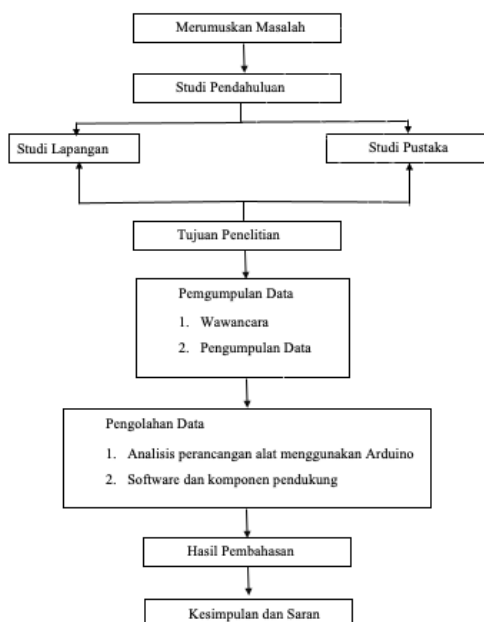 Merumuskan Masalah
Studi Pendahuluan
Studi Lapangan
Studi Pustaka
Tujuan Penelitian
Pemgumpulan Data
1. Wawancara
2. Pengumpulan Data
Pengolahan Data
1. Analisis perancangan alat menggunakan Arduino
2. Software dan komponen pendukung
Hasil Pembahasan
Kesimpulan dan Saran